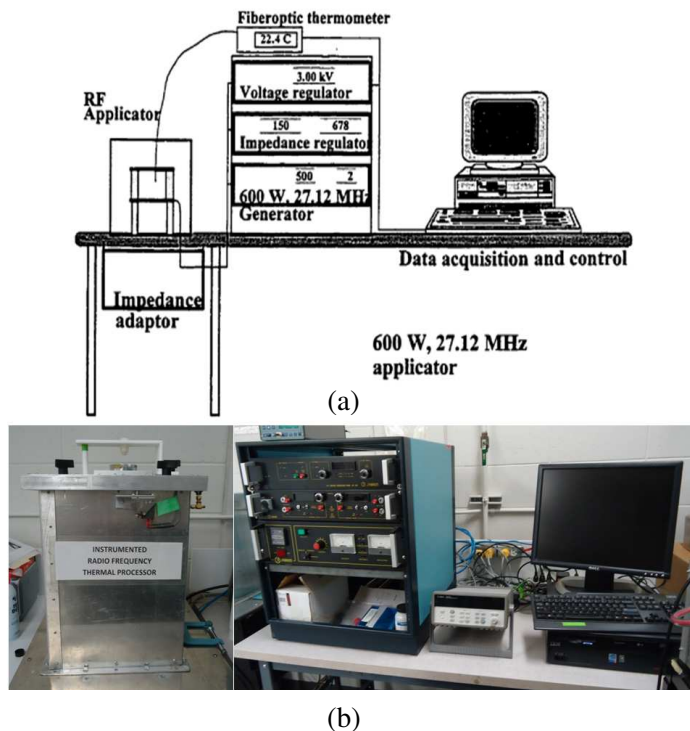 Fiberoptic thermometer
22.4 C
3.00 kV
Voltage regulator
RF
Applicator
150 678
Impedance regulator
500 2
600 W, 27.12 MHz
Generator
Data acquisition and control
Impedance
adaptor
600 W, 27.12 MHz
applicator
(a)
INSTRUMENTED
RADIO FREQUENCY
THERMAL PROCESSOR
(b)